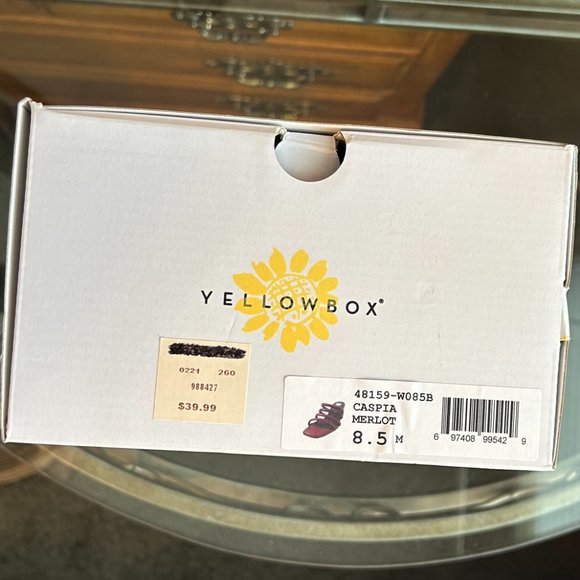 YELLOWBOX®
0221 260
988427
$39.99
48159-W085B
CASPIA
MERLOT
8.5 M
6 97408 99542 9